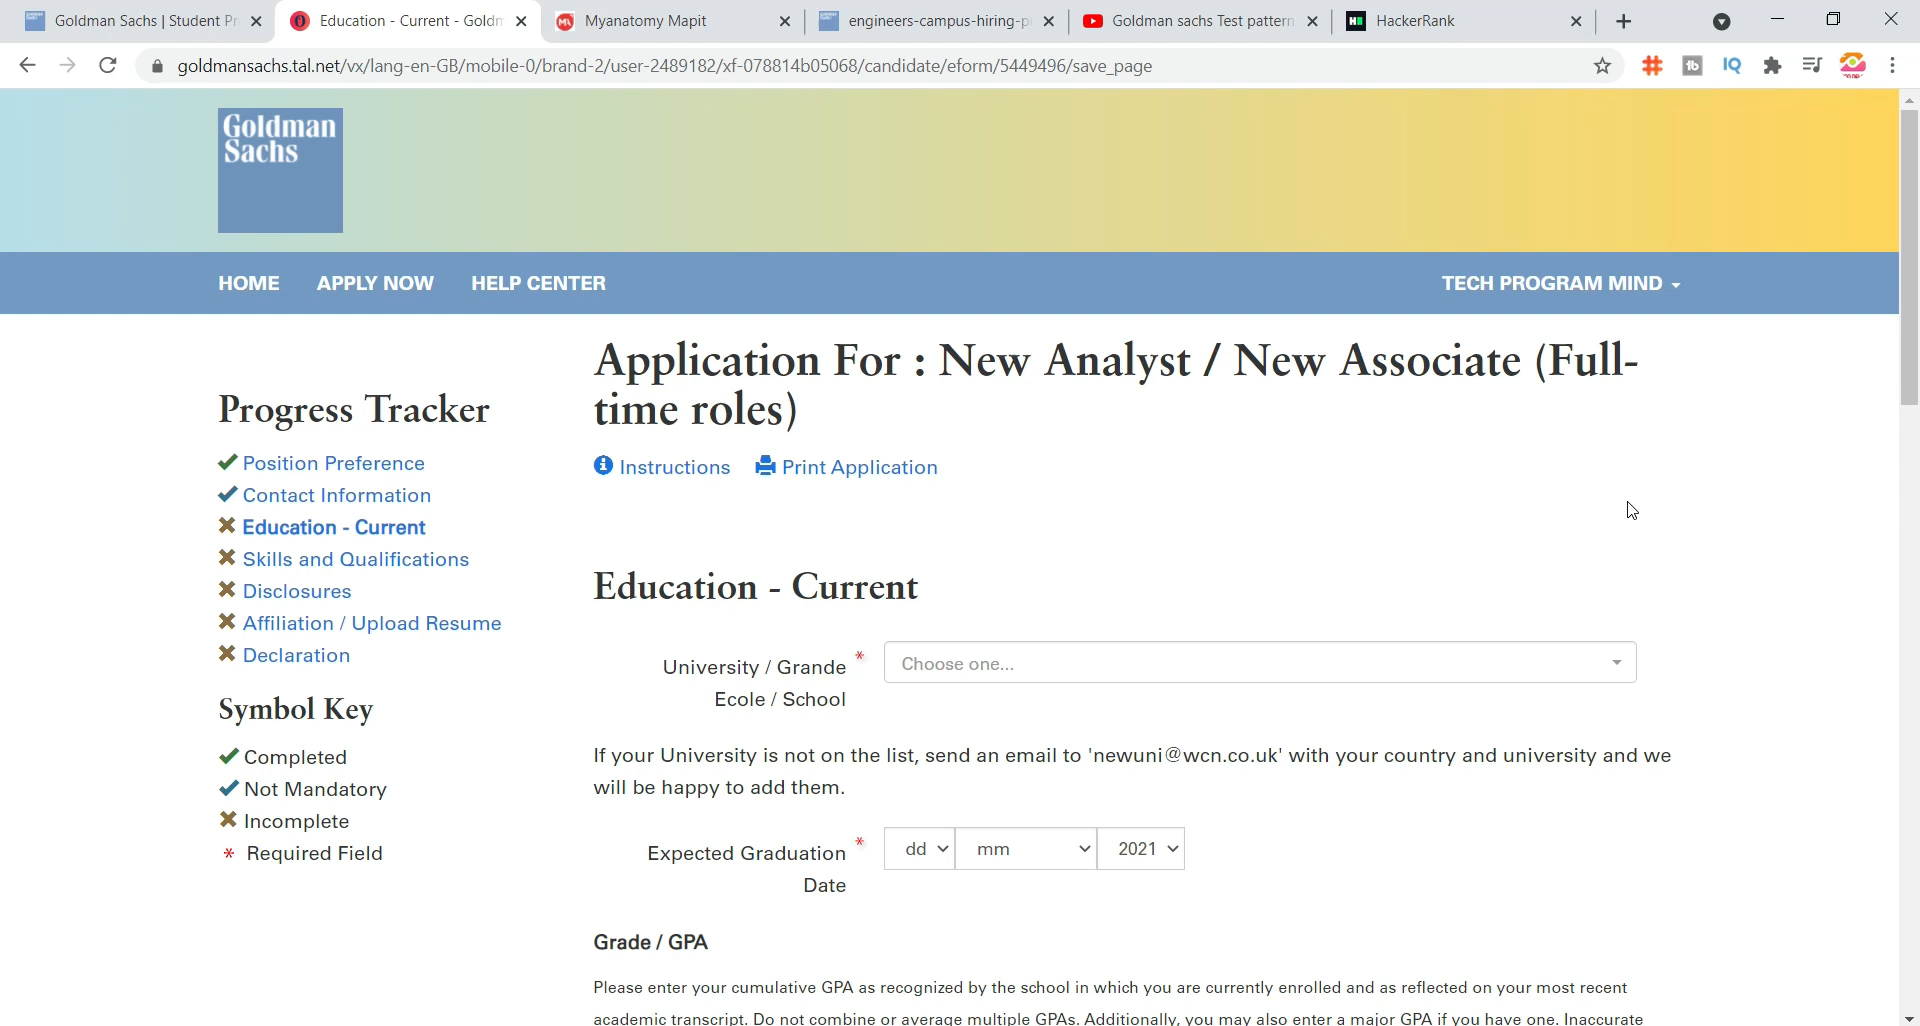 Goldman Sachs | Student Pr
Education - Current - Goldm
Myanatomy Mapit
engineers-campus-hiring-p
Goldman sachs Test pattern
HackerRank
goldmansachs.tal.net/vx/lang-en-GB/mobile-0/brand-2/user-2489182/xf-078814b05068/candidate/eform/5449496/save_page
Goldman
Sachs
HOME APPLY NOW HELP CENTER TECH PROGRAM MIND
Application For : New Analyst / New Associate (Full-
time roles)
Instructions Print Application
Progress Tracker
Position Preference
Contact Information
Education - Current
Skills and Qualifications
Disclosures
Affiliation / Upload Resume
Declaration
Symbol Key
Completed
Not Mandatory
Incomplete
* Required Field
Education - Current
University / Grande * Choose one...
Ecole / School
If your University is not on the list, send an email to 'newuni@wcn.co.uk' with your country and university and we
will be happy to add them.
Expected Graduation * dd mm 2021
Date
Grade / GPA
Please enter your cumulative GPA as recognized by the school in which you are currently enrolled and as reflected on your most recent
academic transcript. Do not combine or average multiple GPAs. Additionally, you may also enter a major GPA if you have one. Inaccurate